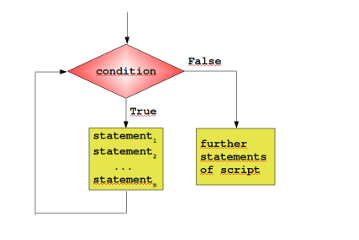 condition
False
True
statement1
statement2
...
statementn
further
statements
of script